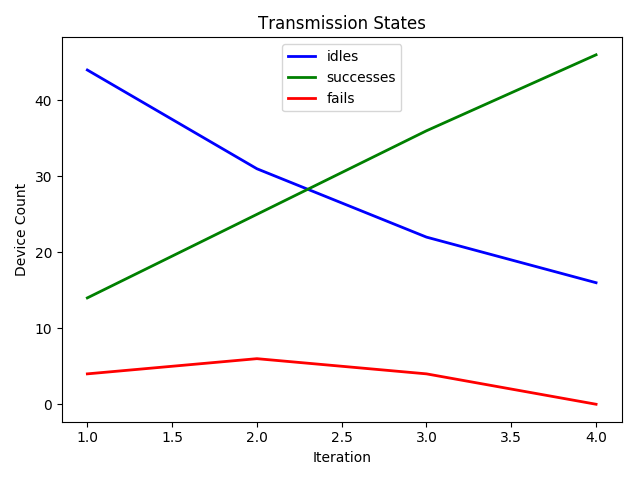 Transmission States
idles
successes
fails
Device Count
40
30
20
10
0
1.0 1.5 2.0 2.5 3.0 3.5 4.0
Iteration